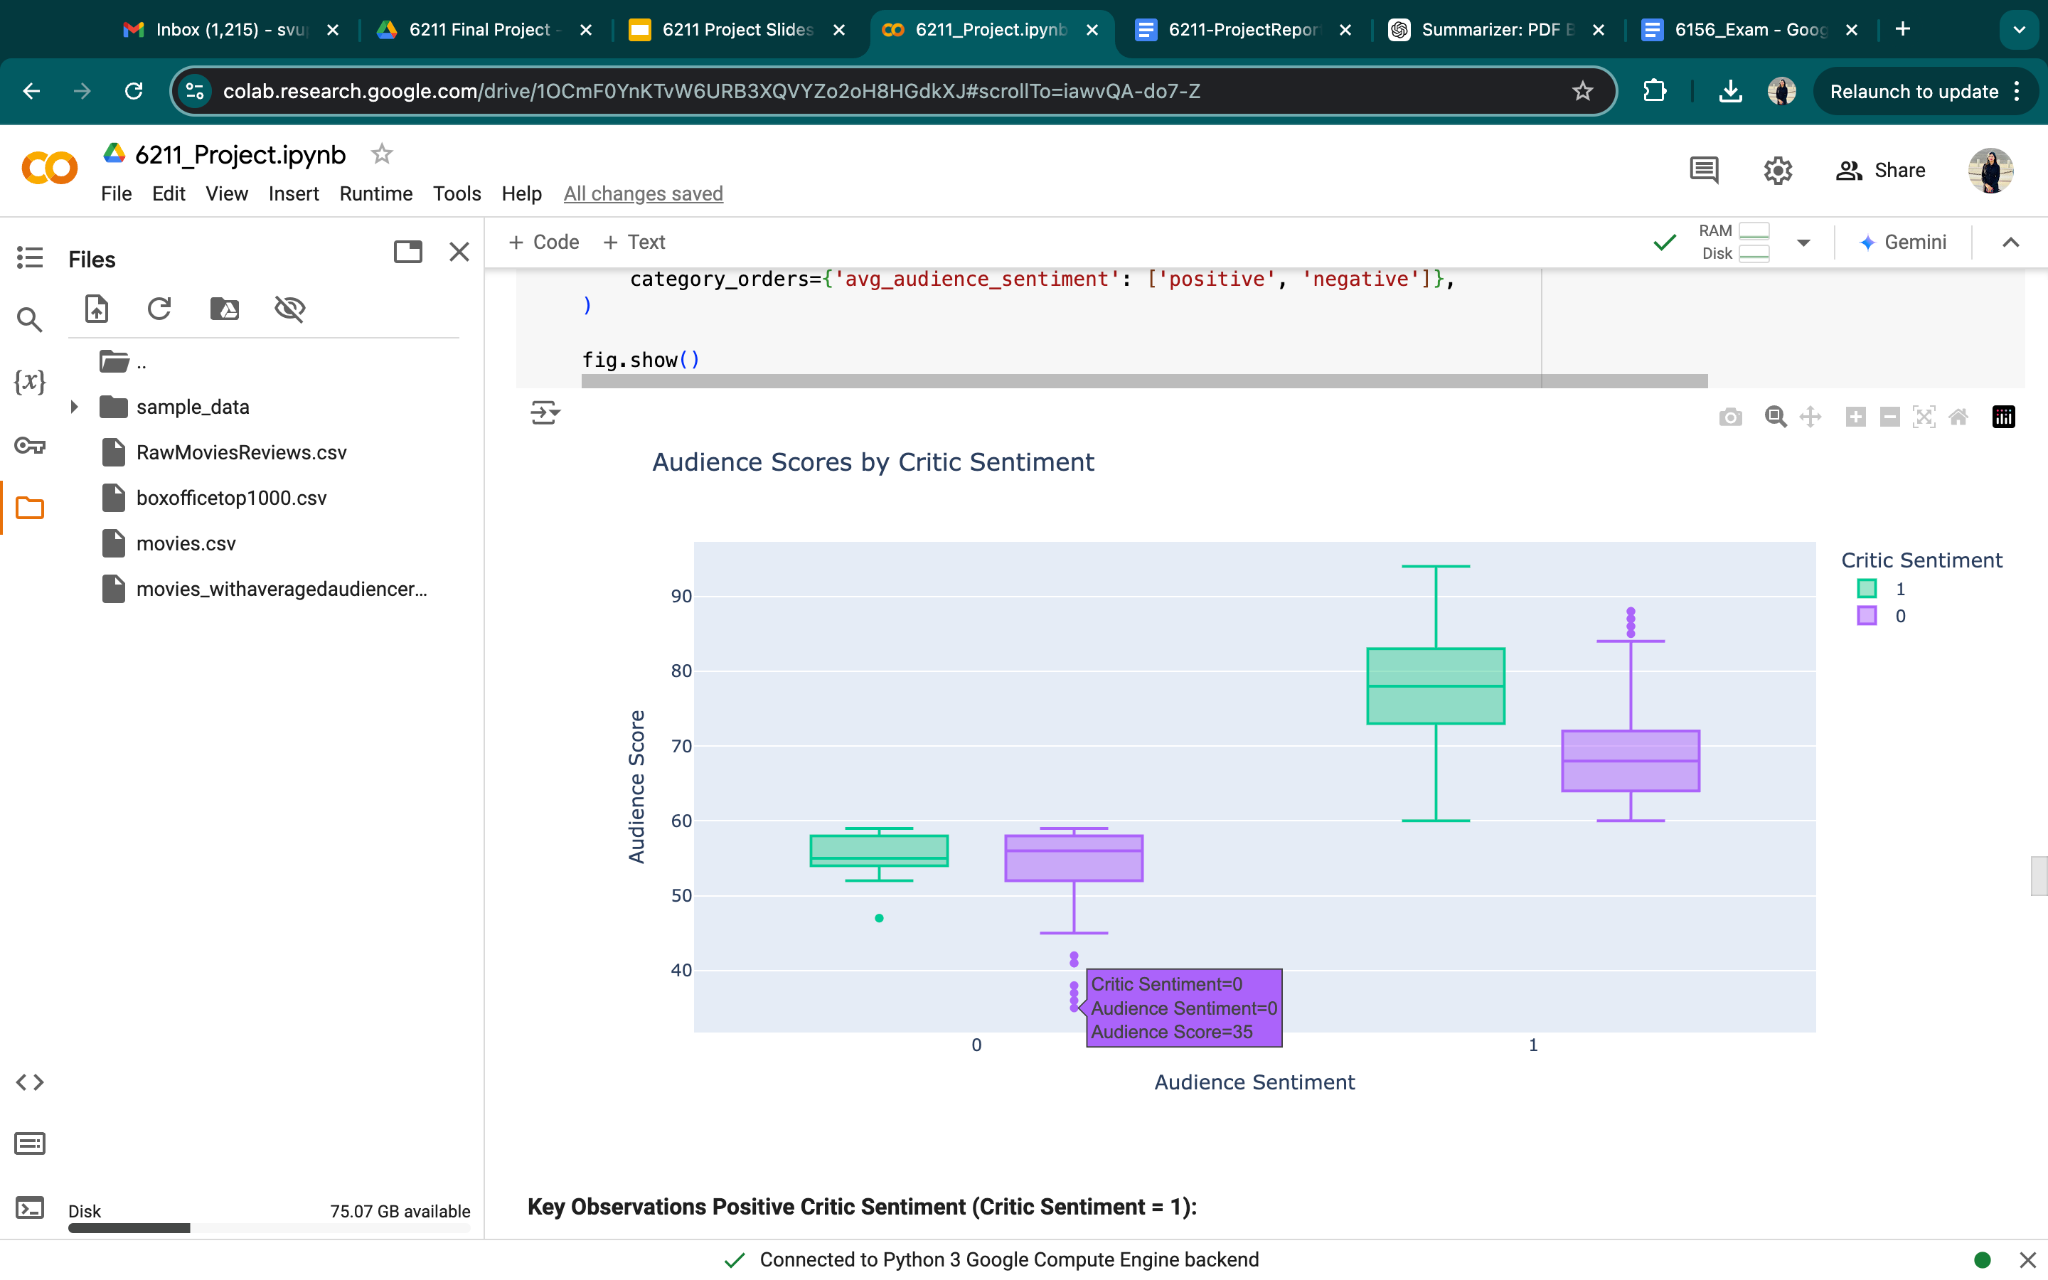 Inbox (1,215) - svu
6211 Final Project -
6211 Project Slides
6211_Project.ipynb
6211-ProjectRepor
Summarizer: PDF B
6156_Exam - Goog
colab.research.google.com/drive/1OCmF0YnKTvW6URB3XQVYZo2oH8HGdkXJ#scrollTo=iawvQA-do7-Z
Relaunch to update
6211_Project.ipynb
File Edit View Insert Runtime Tools Help All changes saved
Share
Files
+ Code + Text
RAM
Disk
Gemini
..
sample_data
RawMoviesReviews.csv
boxofficetop1000.csv
movies.csv
movies_withaveragedaudiencer...
{x}
Disk
75.07 GB available
category_orders={'avg_audience_sentiment': ['positive', 'negative']},
)
fig.show()
Audience Scores by Critic Sentiment
Critic Sentiment
1
0
90
80
70
60
50
40
Audience Score
Critic Sentiment=0
Audience Sentiment=0
Audience Score=35
0
1
Audience Sentiment
Key Observations Positive Critic Sentiment (Critic Sentiment = 1):
Connected to Python 3 Google Compute Engine backend